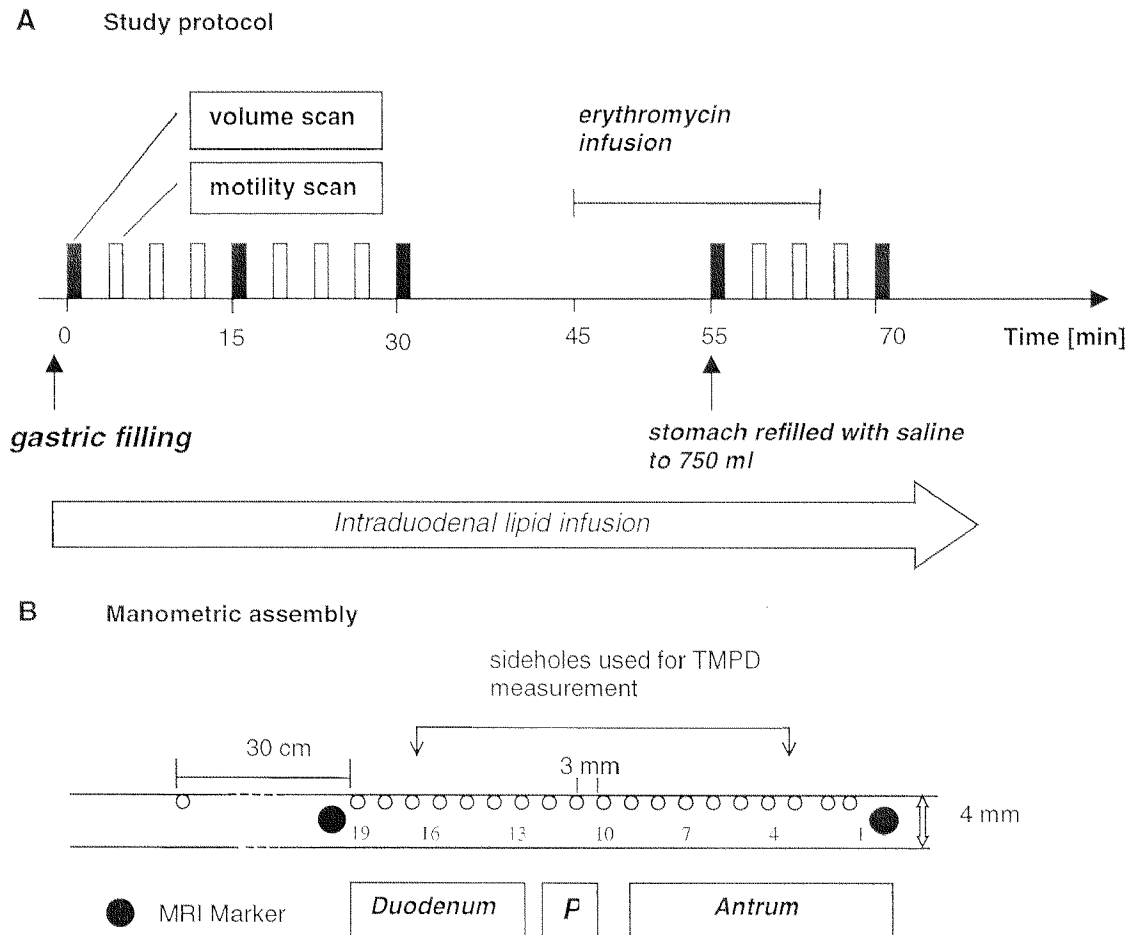 A Study protocol
volume scan
motility scan
erythromycin
infusion
0 15 30 45 55 70 Time [min]
gastric filling
stomach refilled with saline
to 750 ml
Intraduodenal lipid infusion
B Manometric assembly
sideholes used for TMPD
measurement
30 cm
3 mm
19 16 13 10 7 4 1
4 mm
MRI Marker
Duodenum P Antrum